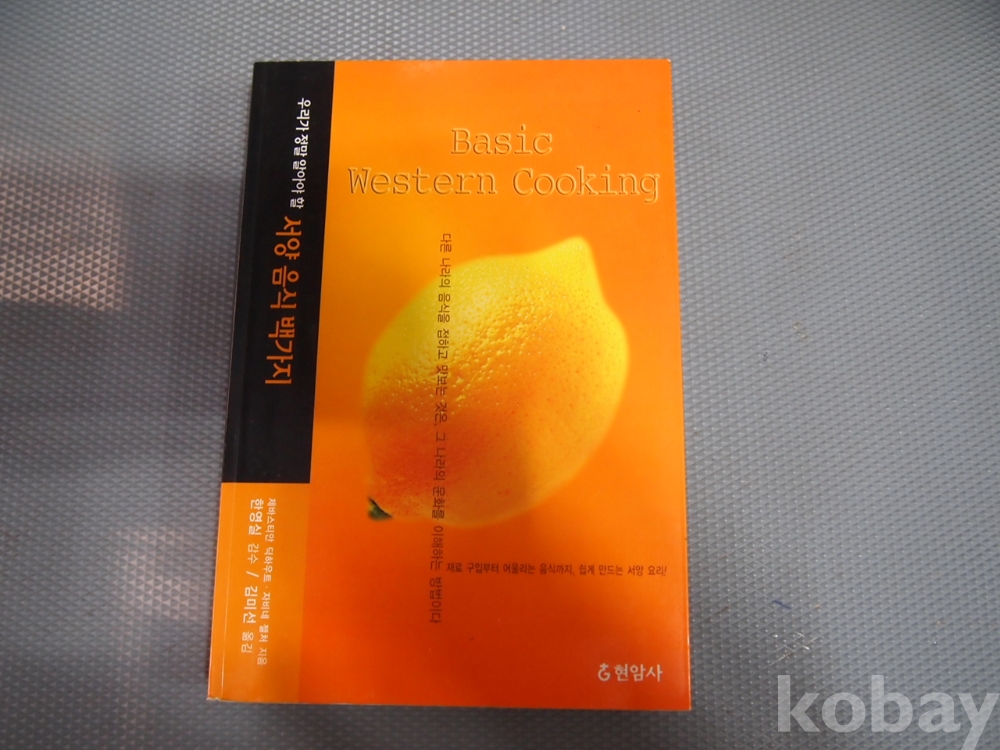 우리가 정말 알아야 할
서양 음식 백가지
Basic
Western Cooking
다른 나라의 음식을 접하고 맛보는 것은, 그 나라의 문화를 이해하는 방법이다
재료 구입부터 어울리는 음식까지, 쉽게 만드는 서양 요리!
제바스티안 딕하우트 · 자비네 젤처 지음
한영실 감수 / 김미선 옮김
현암사
kobay